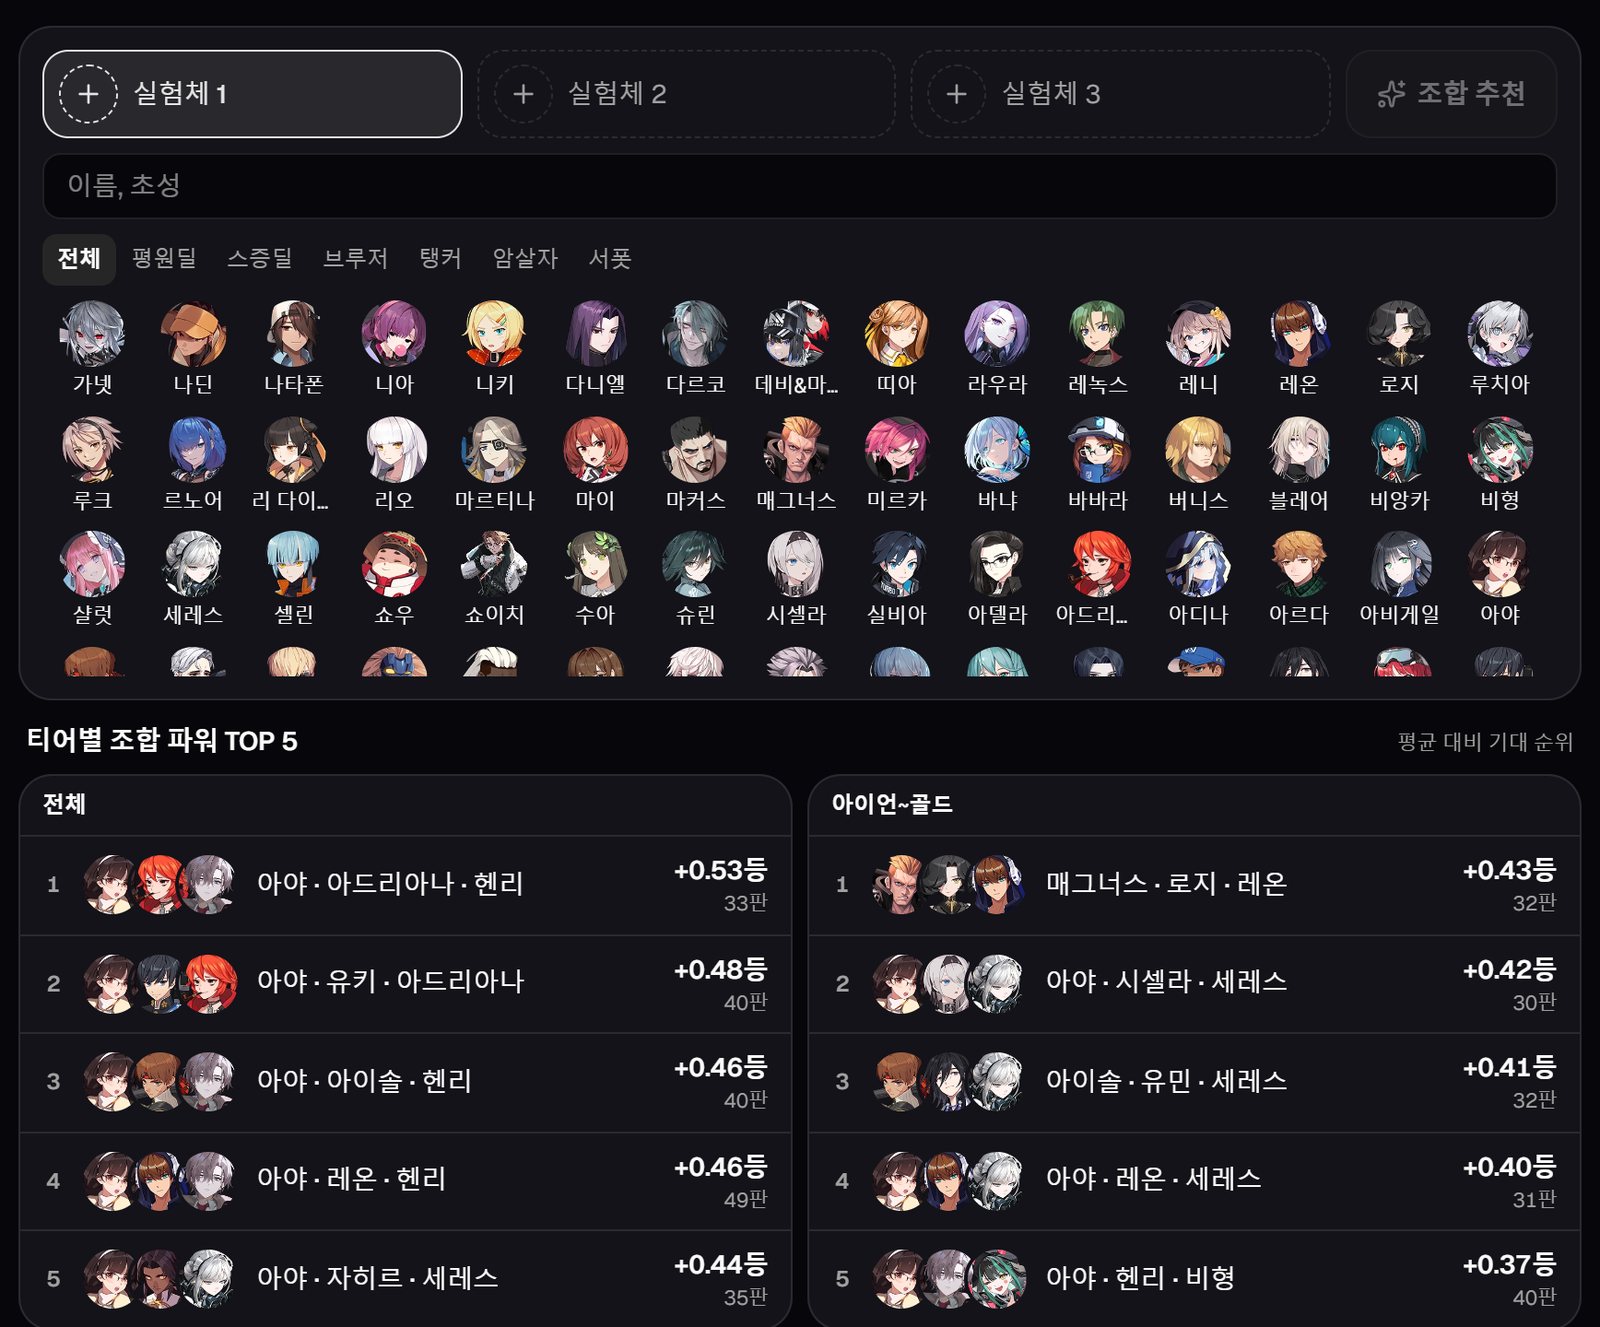 실험체 1
실험체 2
실험체 3
조합 추천
이름, 초성
전체 평원딜 스증딜 브루저 탱커 암살자 서폿
가넷 나딘 나타폰 니아 니키 다니엘 다르코 데비&마... 띠아 라우라 레녹스 레니 레온 로지 루치아
루크 르노어 리 다이... 리오 마르티나 마이 마커스 매그너스 미르카 바냐 바바라 버니스 블레어 비앙카 비형
샬럿 세레스 셀린 쇼우 쇼이치 수아 슈린 시셀라 실비아 아델라 아드리... 아디나 아르다 아비게일 아야
티어별 조합 파워 TOP 5
평균 대비 기대 순위
전체
1 아야 · 아드리아나 · 헨리 +0.53등
33판
2 아야 · 유키 · 아드리아나 +0.48등
40판
3 아야 · 아이솔 · 헨리 +0.46등
40판
4 아야 · 레온 · 헨리 +0.46등
49판
5 아야 · 자히르 · 세레스 +0.44등
35판
아이언~골드
1 매그너스 · 로지 · 레온 +0.43등
32판
2 아야 · 시셀라 · 세레스 +0.42등
30판
3 아이솔 · 유민 · 세레스 +0.41등
32판
4 아야 · 레온 · 세레스 +0.40등
31판
5 아야 · 헨리 · 비형 +0.37등
40판